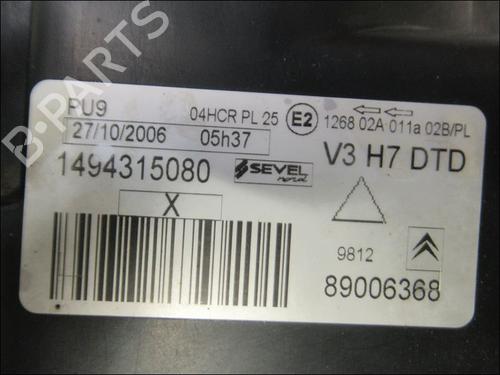 B-PARTS
PU9
04HCR PL 25
E2
1268 02A 011a 02B/PL
27/10/2006 05h37
V3 H7 DTD
1494315080
SEVEL
nord
X
9812
89006368